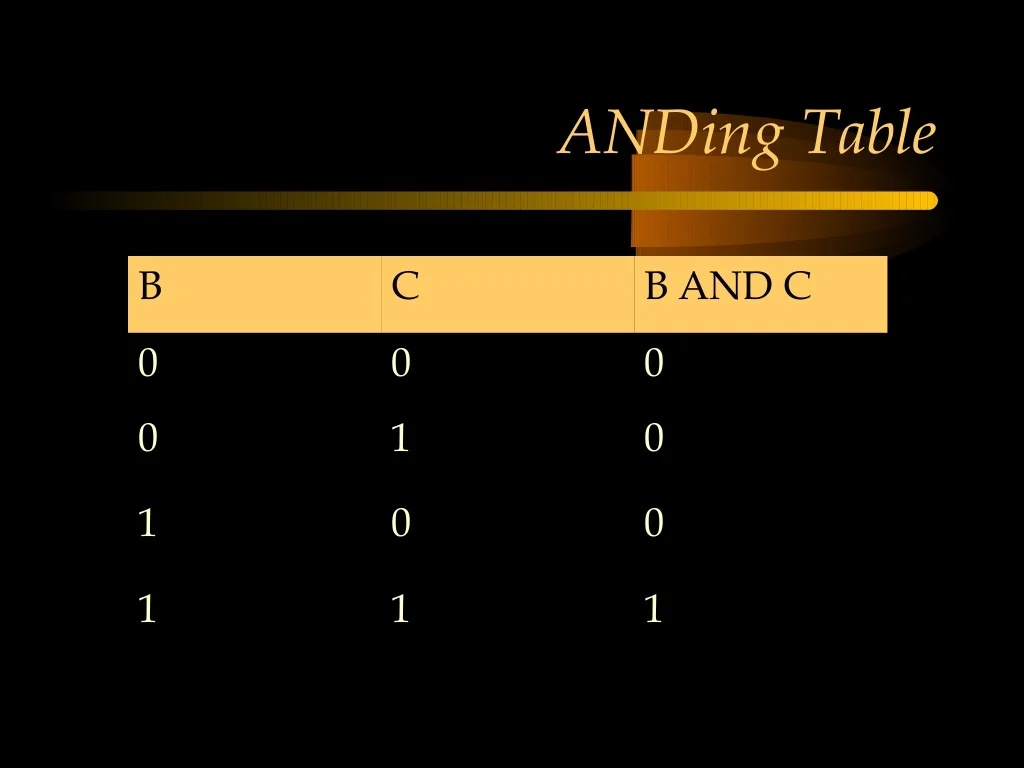 ANDing Table
B C B AND C
0 0 0
0 1 0
1 0 0
1 1 1